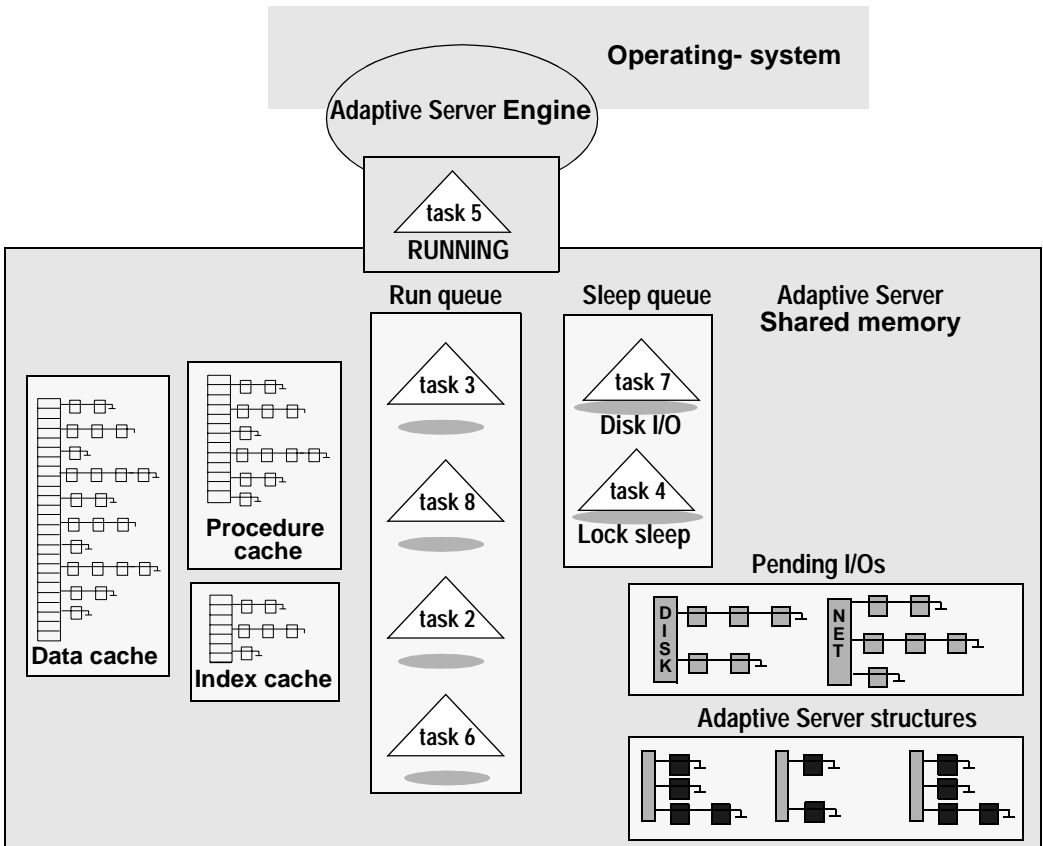 Operating- system
Adaptive Server Engine
task 5
RUNNING
Run queue
Sleep queue
Adaptive Server
Shared memory
task 3
task 8
task 2
task 6
task 7
Disk I/O
task 4
Lock sleep
Procedure
cache
Data cache
Index cache
Pending I/Os
DISK
NET
Adaptive Server structures